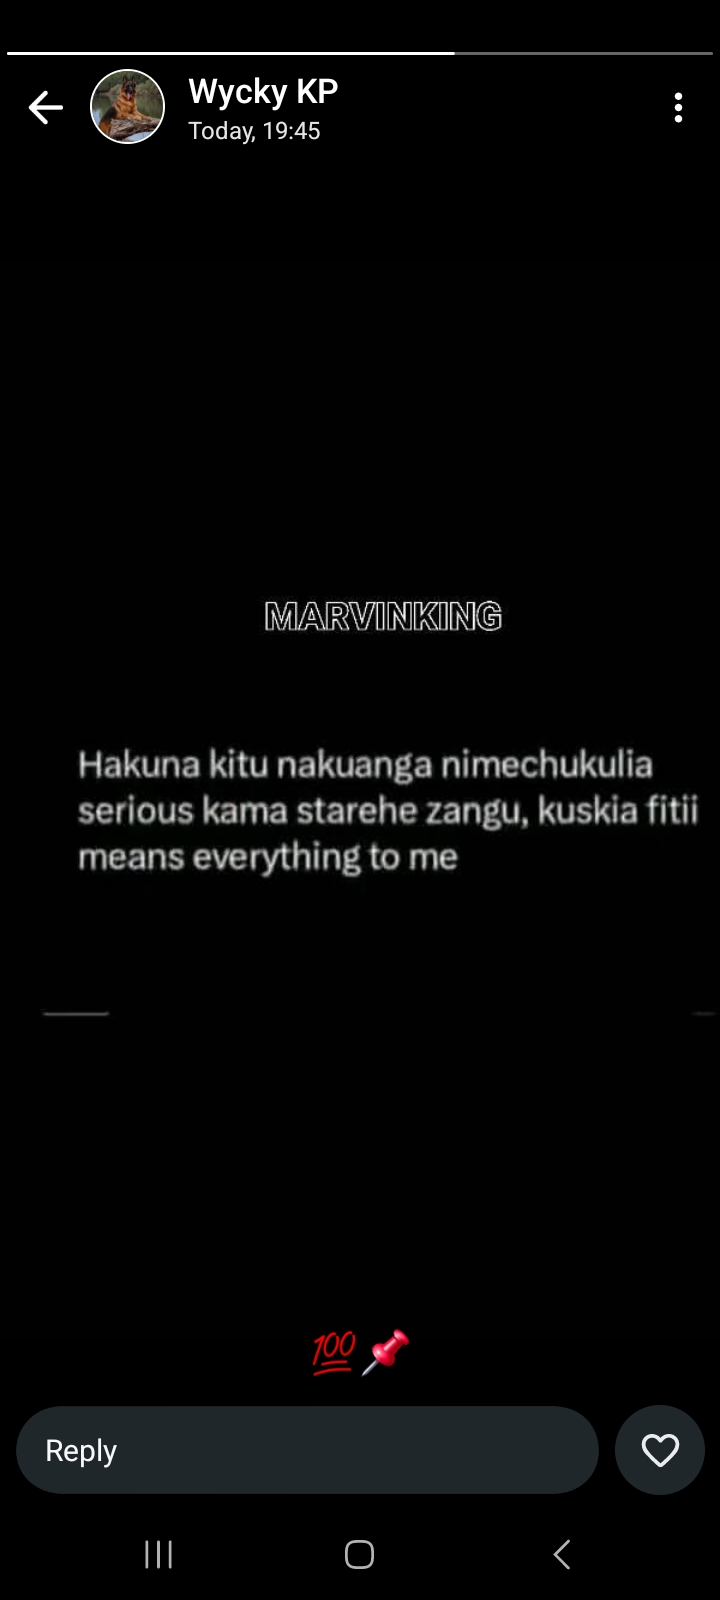 Wycky KP
Today, 19:45
MARVINKING
Hakuna kitu nakuanga nimechukulia
serious kama starehe zangu, kuskia fitii
means everything to me
💯📌
Reply